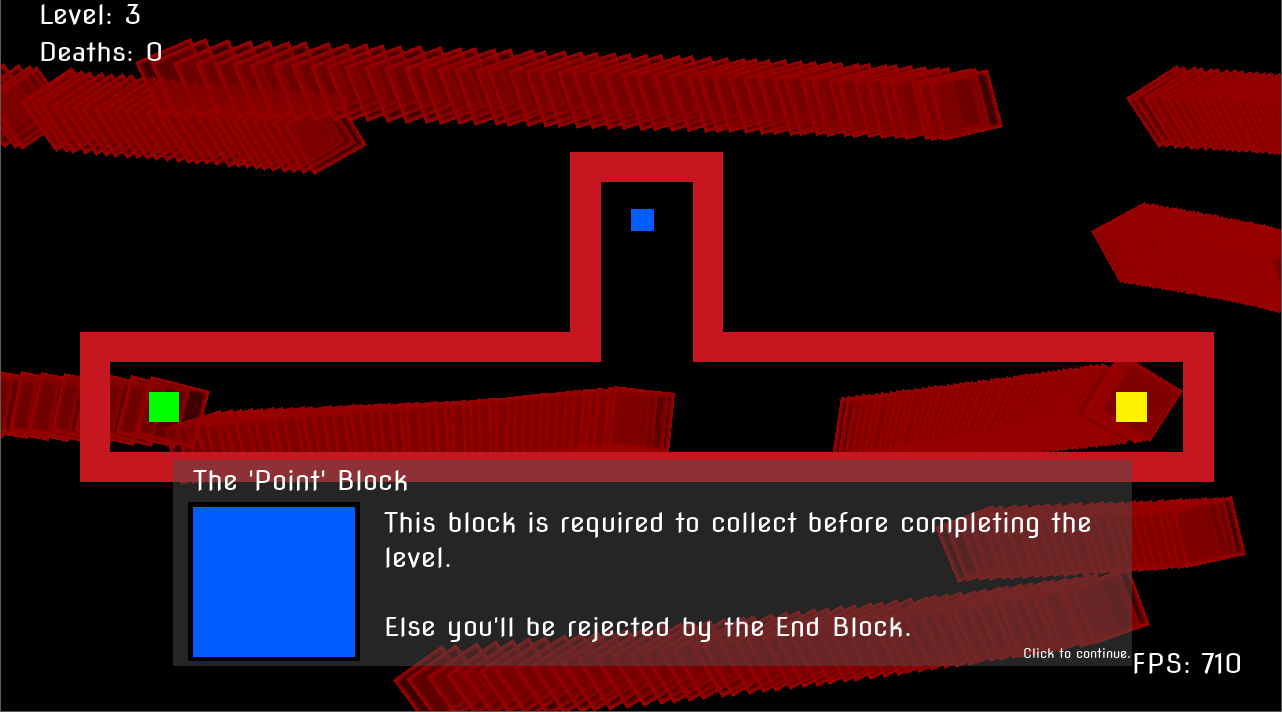 Level: 3
Deaths: 0
The 'Point' Block
This block is required to collect before completing the
level.
Else you'll be rejected by the End Block.
Click to continue.
FPS: 710